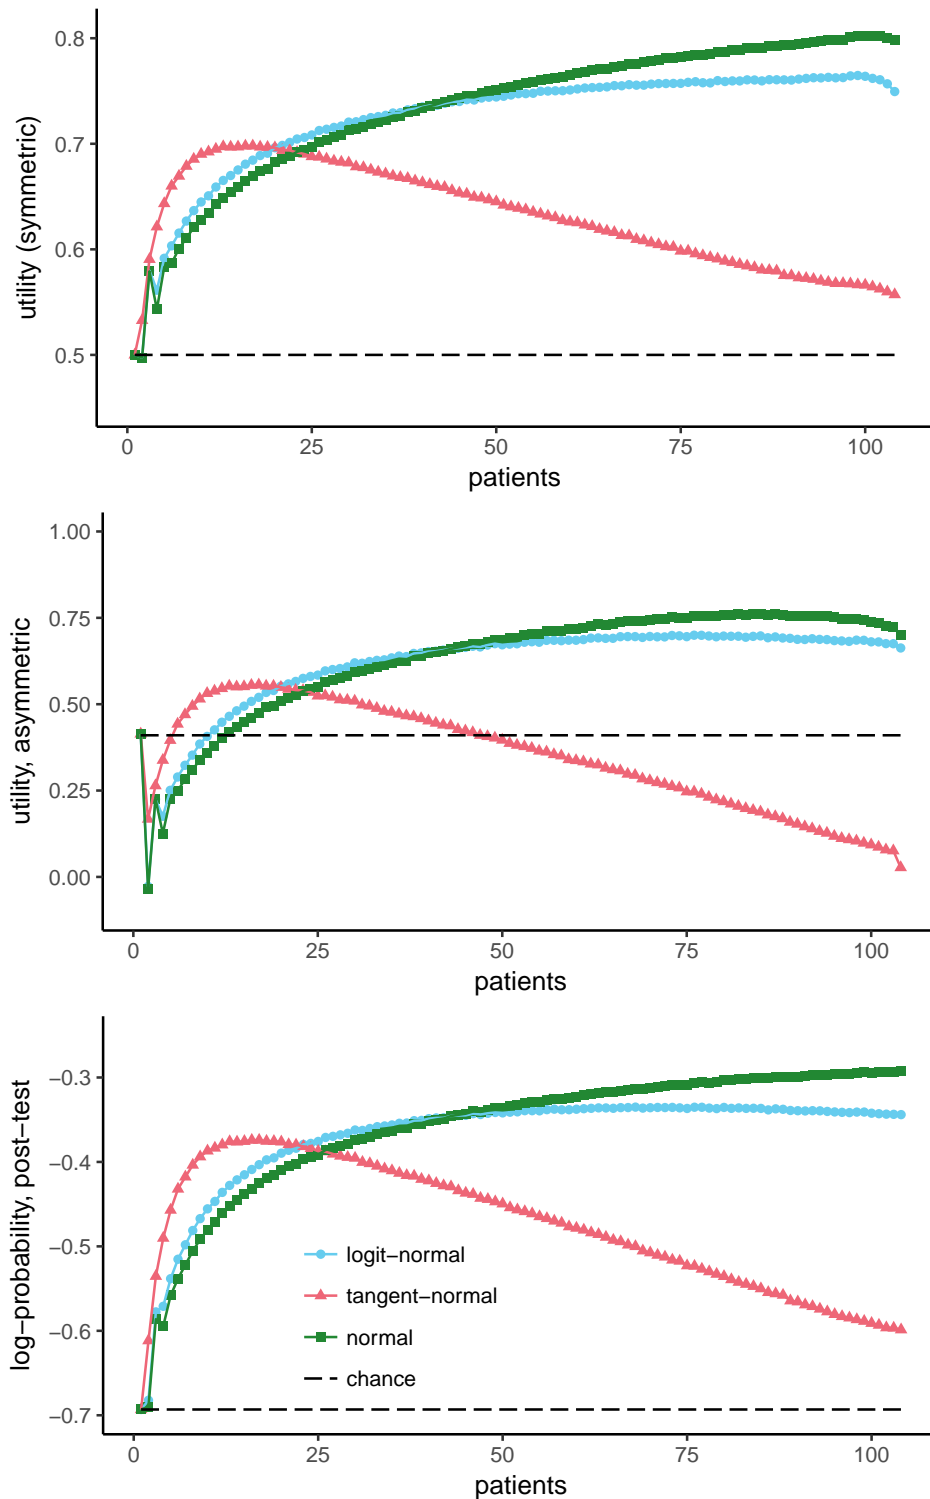 utility (symmetric)
0.8
0.7
0.6
0.5
0
25
50
75
100
patients
utility, asymmetric
1.00
0.75
0.50
0.25
0.00
0
25
50
75
100
patients
log−probability, post−test
−0.3
−0.4
−0.5
−0.6
−0.7
logit−normal
tangent−normal
normal
chance
0
25
50
75
100
patients